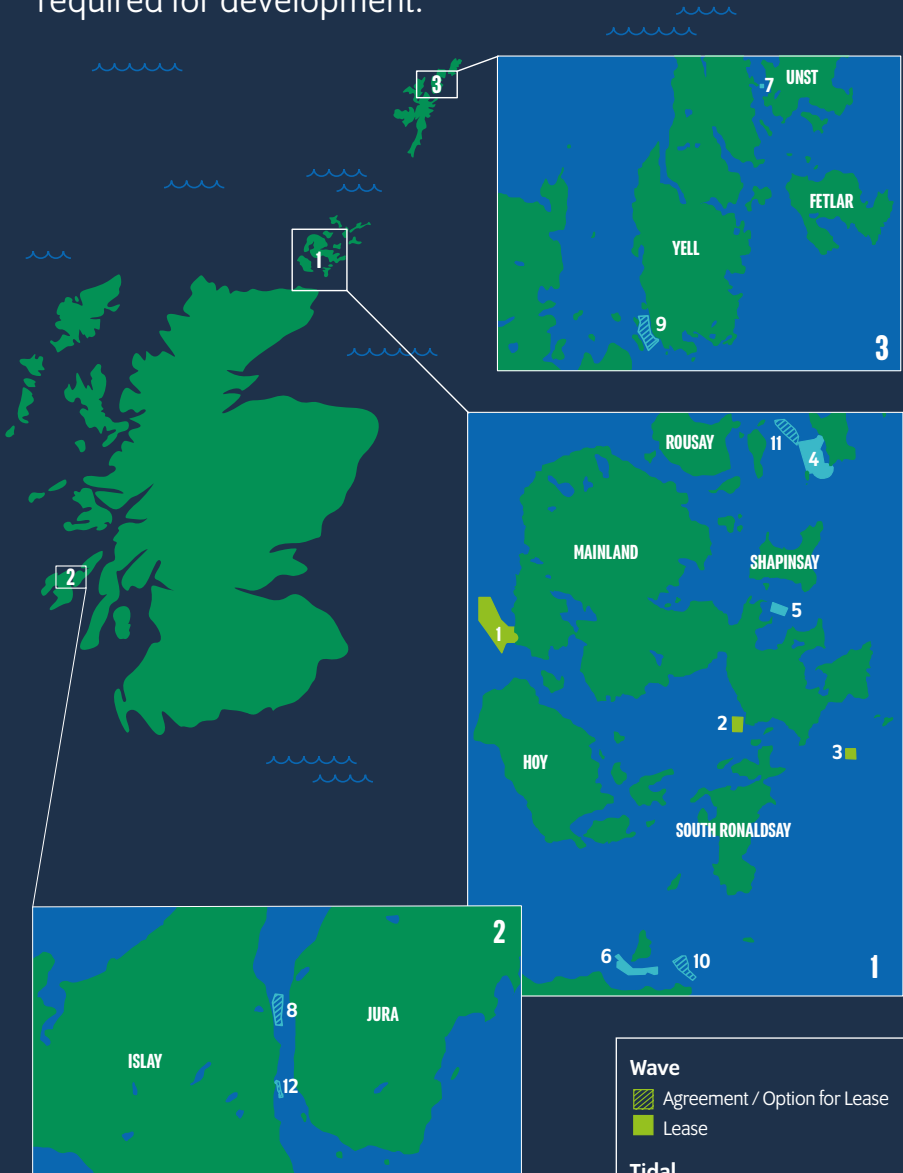 required for development.
3
UNST
7
FETLAR
YELL
9
3
1
ROUSAY
11
4
MAINLAND
SHAPINSAY
5
1
2
3
HOY
SOUTH RONALDSAY
6
10
1
2
2
8
JURA
ISLAY
12
Wave
Agreement / Option for Lease
Lease
Tidal